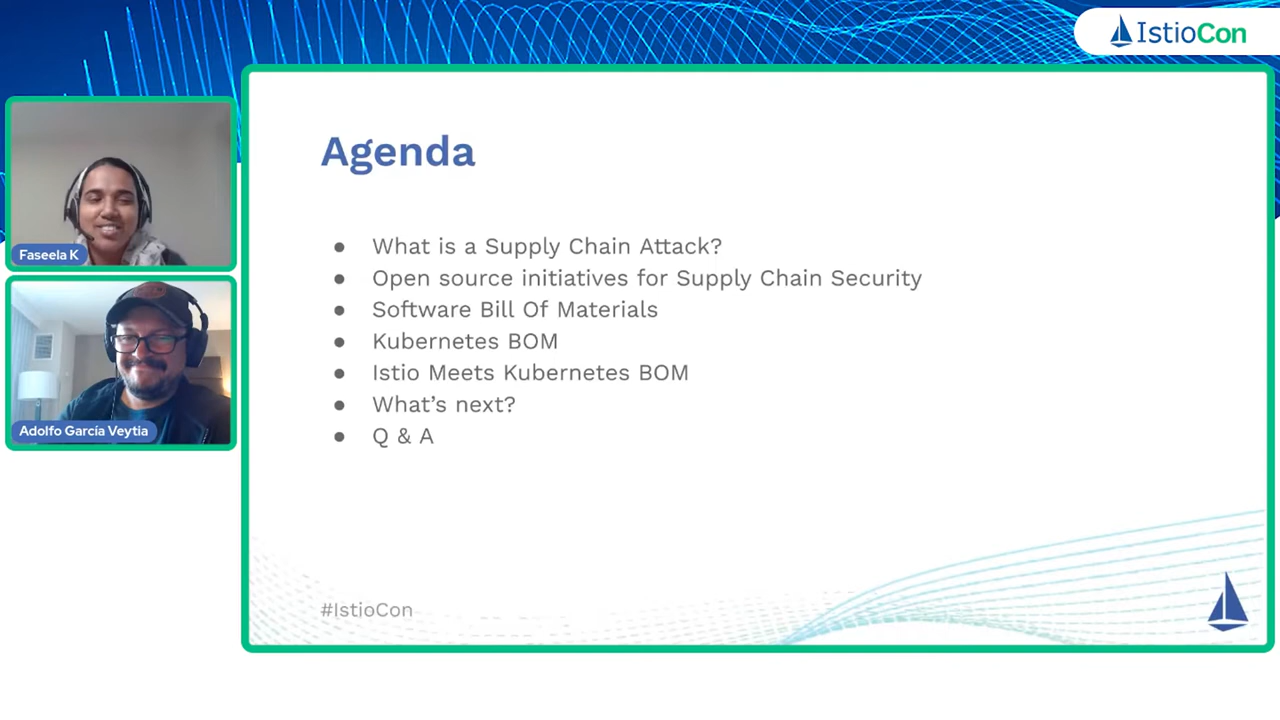 IstioCon
Agenda
Faseela K
Adolfo García Veytia
● What is a Supply Chain Attack?
● Open source initiatives for Supply Chain Security
● Software Bill Of Materials
● Kubernetes BOM
● Istio Meets Kubernetes BOM
● What’s next?
● Q & A
#IstioCon